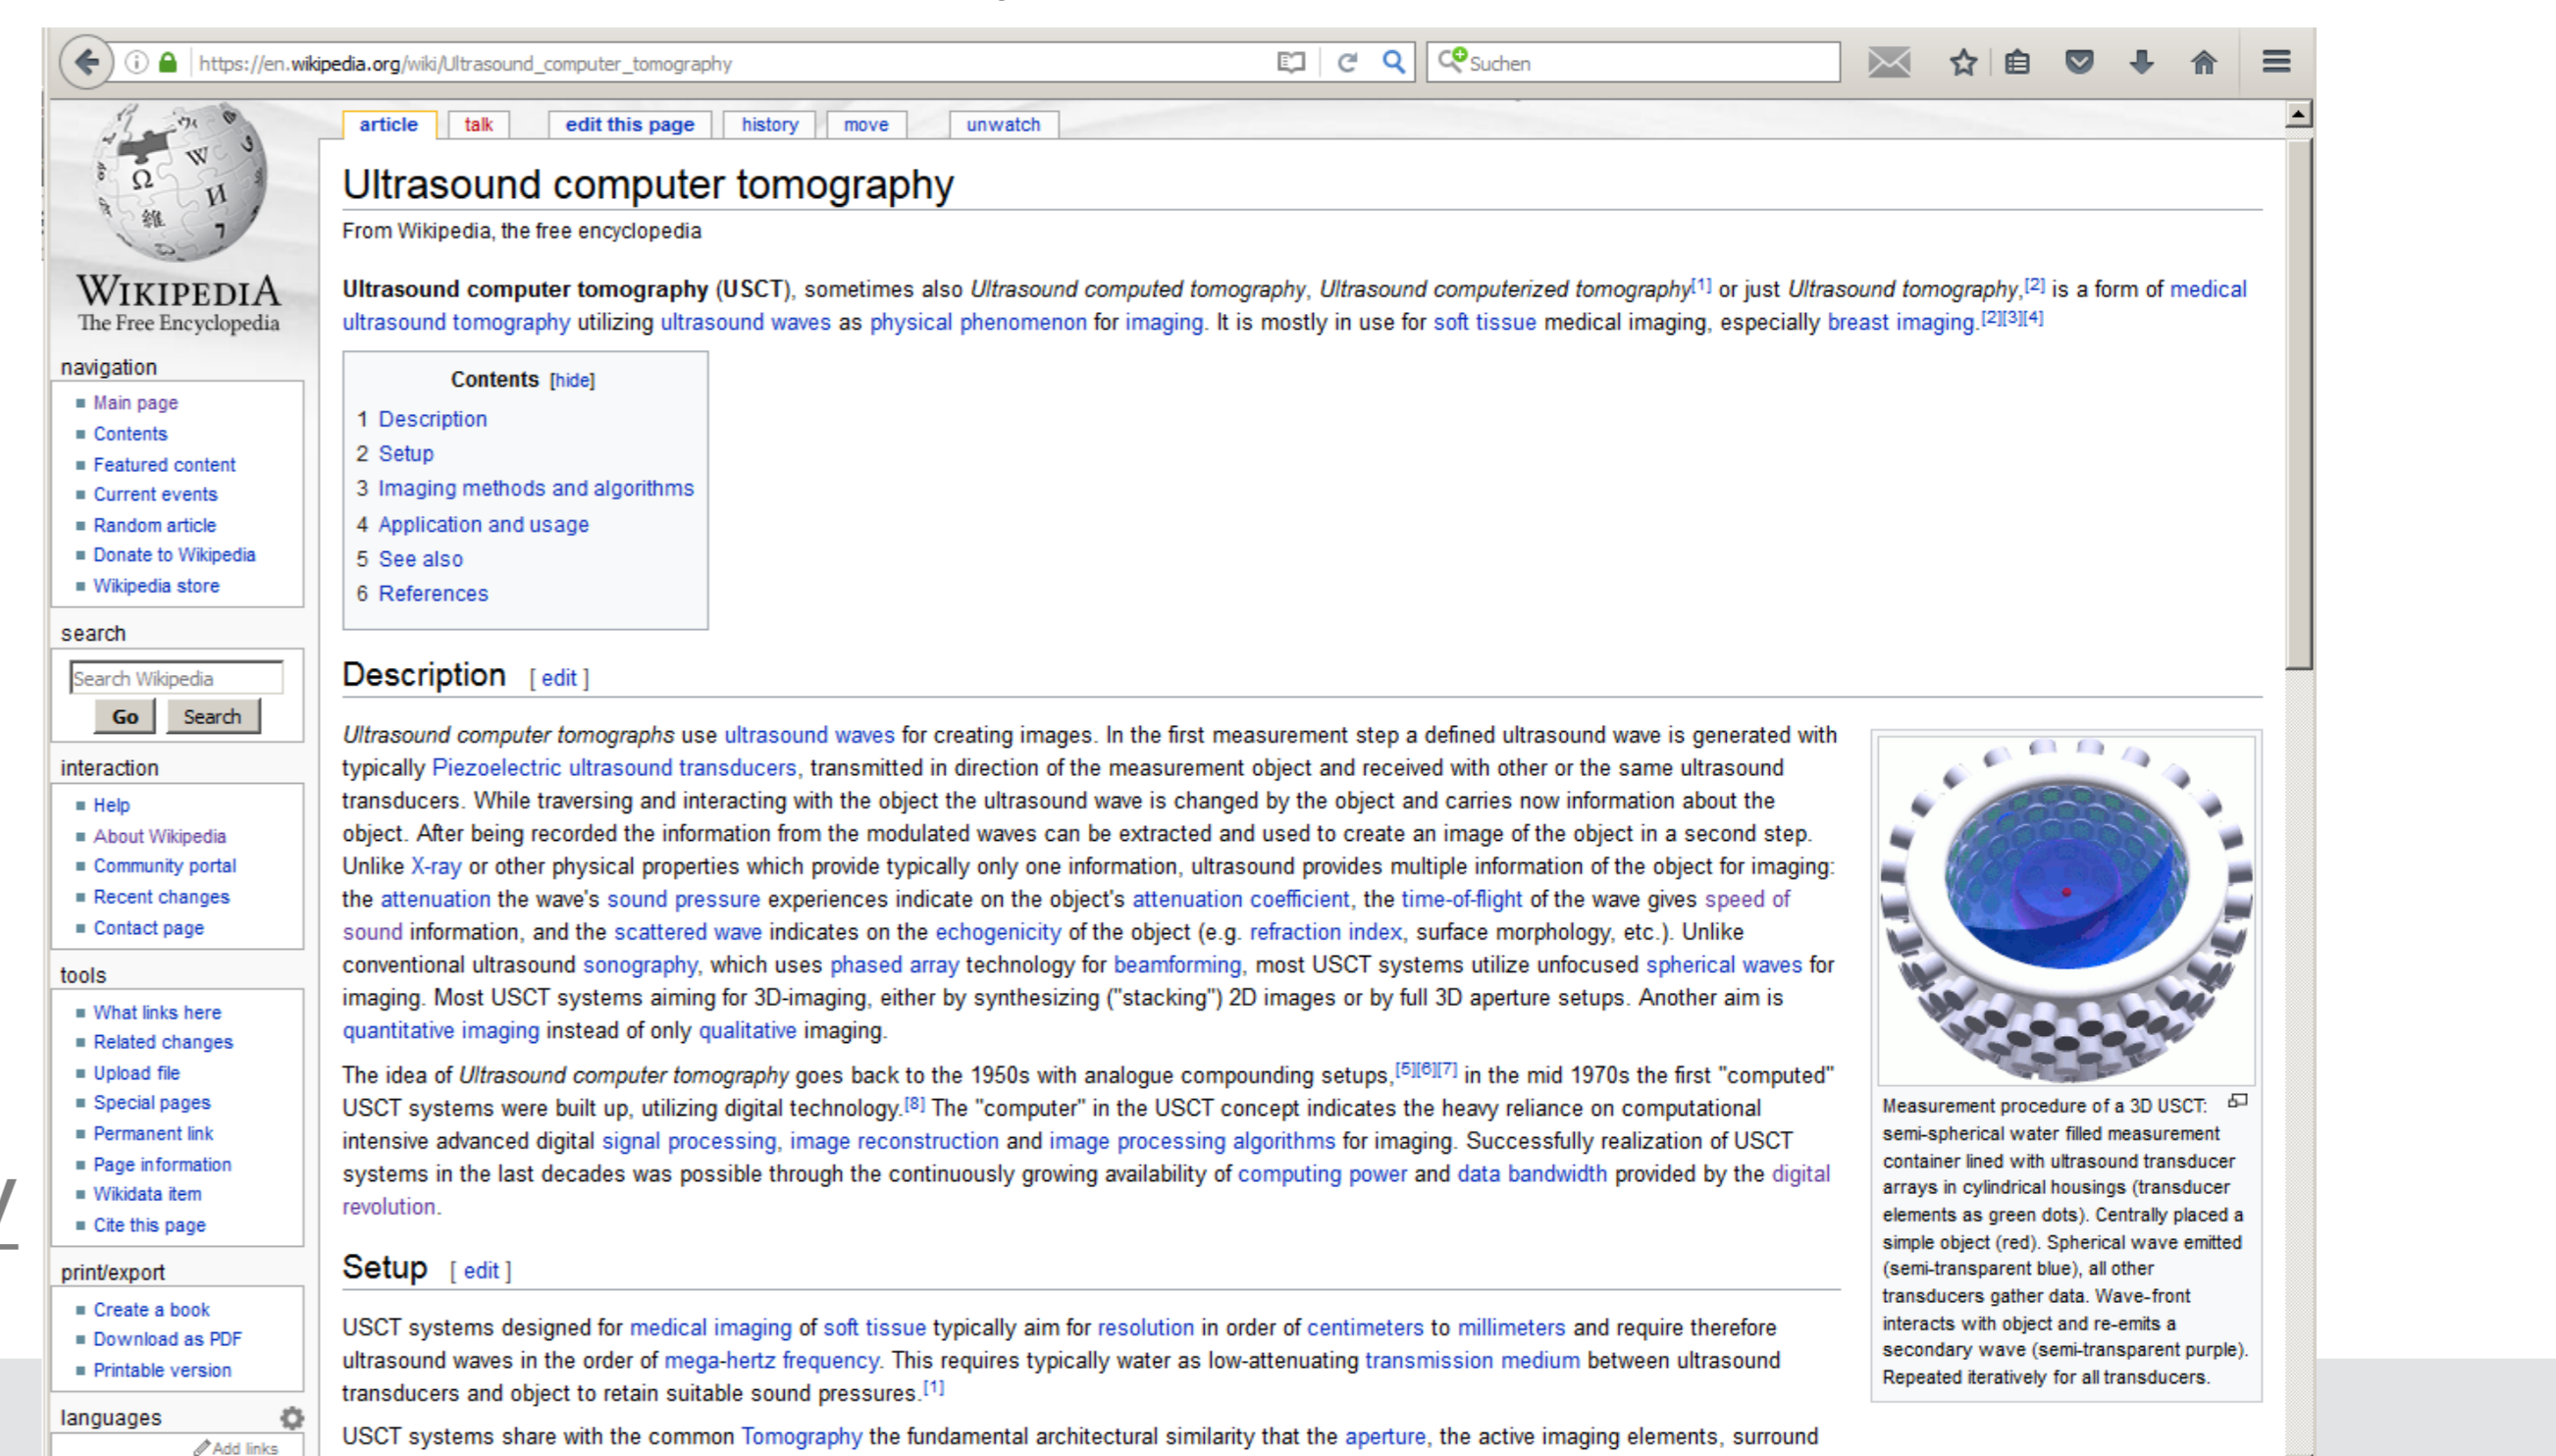 https://en.wikipedia.org/wiki/Ultrasound_computer_tomography
Suchen
article
talk
edit this page
history
move
unwatch
WIKIPEDIA
The Free Encyclopedia
navigation
Main page
Contents
Featured content
Current events
Random article
Donate to Wikipedia
Wikipedia store
search
Search Wikipedia
Go
Search
interaction
Help
About Wikipedia
Community portal
Recent changes
Contact page
tools
What links here
Related changes
Upload file
Special pages
Permanent link
Page information
Wikidata item
Cite this page
print/export
Create a book
Download as PDF
Printable version
languages
Add links
Ultrasound computer tomography
From Wikipedia, the free encyclopedia
Ultrasound computer tomography (USCT), sometimes also Ultrasound computed tomography, Ultrasound computerized tomography[1] or just Ultrasound tomography,[2] is a form of medical
ultrasound tomography utilizing ultrasound waves as physical phenomenon for imaging. It is mostly in use for soft tissue medical imaging, especially breast imaging.[2][3][4]
Contents [hide]
1 Description
2 Setup
3 Imaging methods and algorithms
4 Application and usage
5 See also
6 References
Description [ edit ]
Ultrasound computer tomographs use ultrasound waves for creating images. In the first measurement step a defined ultrasound wave is generated with
typically Piezoelectric ultrasound transducers, transmitted in direction of the measurement object and received with other or the same ultrasound
transducers. While traversing and interacting with the object the ultrasound wave is changed by the object and carries now information about the
object. After being recorded the information from the modulated waves can be extracted and used to create an image of the object in a second step.
Unlike X-ray or other physical properties which provide typically only one information, ultrasound provides multiple information of the object for imaging:
the attenuation the wave's sound pressure experiences indicate on the object's attenuation coefficient, the time-of-flight of the wave gives speed of
sound information, and the scattered wave indicates on the echogenicity of the object (e.g. refraction index, surface morphology, etc.). Unlike
conventional ultrasound sonography, which uses phased array technology for beamforming, most USCT systems utilize unfocused spherical waves for
imaging. Most USCT systems aiming for 3D-imaging, either by synthesizing ("stacking") 2D images or by full 3D aperture setups. Another aim is
quantitative imaging instead of only qualitative imaging.
The idea of Ultrasound computer tomography goes back to the 1950s with analogue compounding setups,[5][6][7] in the mid 1970s the first "computed"
USCT systems were built up, utilizing digital technology.[8] The "computer" in the USCT concept indicates the heavy reliance on computational
intensive advanced digital signal processing, image reconstruction and image processing algorithms for imaging. Successfully realization of USCT
systems in the last decades was possible through the continuously growing availability of computing power and data bandwidth provided by the digital
revolution.
Measurement procedure of a 3D USCT:
semi-spherical water filled measurement
container lined with ultrasound transducer
arrays in cylindrical housings (transducer
elements as green dots). Centrally placed a
simple object (red). Spherical wave emitted
(semi-transparent blue), all other
transducers gather data. Wave-front
interacts with object and re-emits a
secondary wave (semi-transparent purple).
Repeated iteratively for all transducers.
Setup [ edit ]
USCT systems designed for medical imaging of soft tissue typically aim for resolution in order of centimeters to millimeters and require therefore
ultrasound waves in the order of mega-hertz frequency. This requires typically water as low-attenuating transmission medium between ultrasound
transducers and object to retain suitable sound pressures.[1]
USCT systems share with the common Tomography the fundamental architectural similarity that the aperture, the active imaging elements, surround